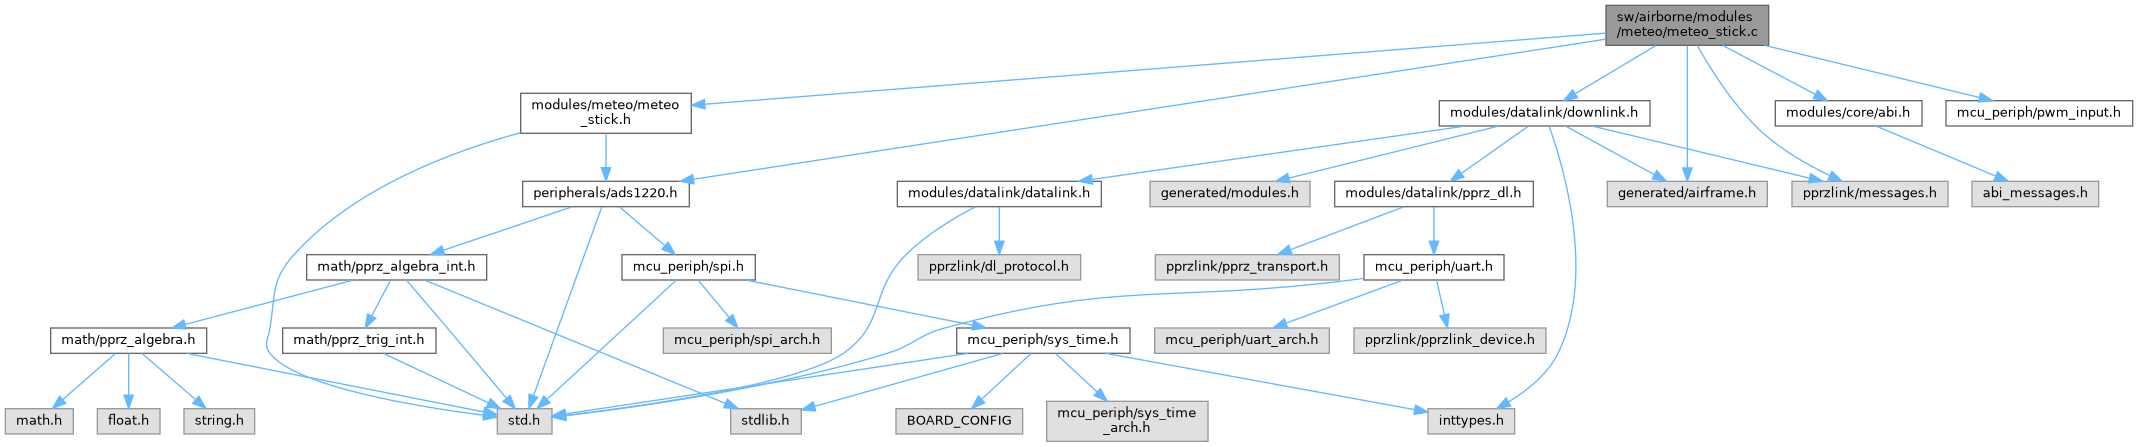 sw/airborne/modules
/meteo/meteo_stick.c
modules/meteo/meteo
_stick.h
modules/datalink/downlink.h
modules/core/abi.h
mcu_periph/pwm_input.h
peripherals/ads1220.h
modules/datalink/datalink.h
generated/modules.h
modules/datalink/pprz_dl.h
generated/airframe.h
pprzlink/messages.h
abi_messages.h
math/pprz_algebra_int.h
mcu_periph/spi.h
pprzlink/dl_protocol.h
pprzlink/pprz_transport.h
mcu_periph/uart.h
math/pprz_algebra.h
math/pprz_trig_int.h
mcu_periph/spi_arch.h
mcu_periph/sys_time.h
mcu_periph/uart_arch.h
pprzlink/pprzlink_device.h
math.h
float.h
string.h
std.h
stdlib.h
BOARD_CONFIG
mcu_periph/sys_time
_arch.h
inttypes.h